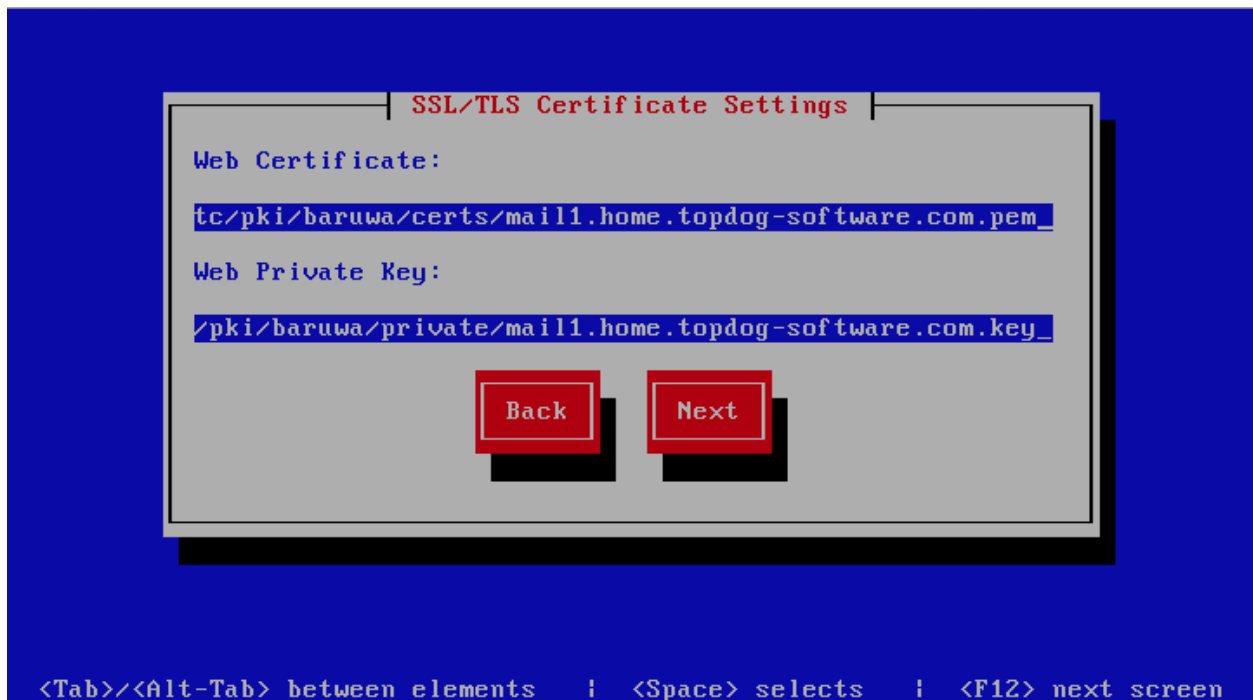 SSL/TLS Certificate Settings
Web Certificate:
tc/pki/baruwa/certs/mail1.home.topdog-software.com.pem_
Web Private Key:
/pki/baruwa/private/mail1.home.topdog-software.com.key_
Back Next
<Tab>/<Alt-Tab> between elements | <Space> selects | <F12> next screen